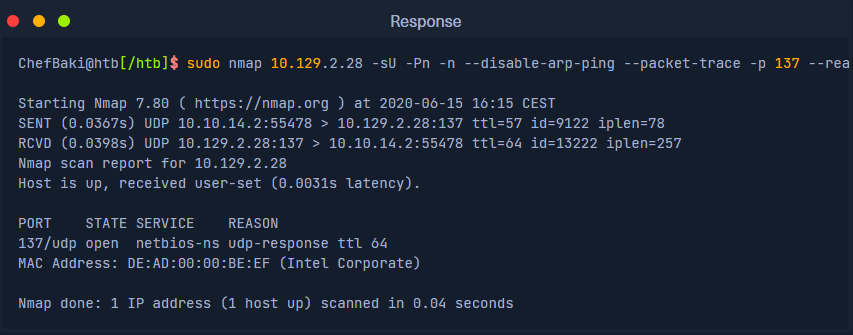 Response
ChefBaki@htb[/htb]$ sudo nmap 10.129.2.28 -sU -Pn -n --disable-arp-ping --packet-trace -p 137 --rea
Starting Nmap 7.80 ( https://nmap.org ) at 2020-06-15 16:15 CEST
SENT (0.0367s) UDP 10.10.14.2:55478 > 10.129.2.28:137 ttl=57 id=9122 iplen=78
RCVD (0.0398s) UDP 10.129.2.28:137 > 10.10.14.2:55478 ttl=64 id=13222 iplen=257
Nmap scan report for 10.129.2.28
Host is up, received user-set (0.0031s latency).
PORT    STATE SERVICE    REASON
137/udp open  netbios-ns udp-response ttl 64
MAC Address: DE:AD:00:00:BE:EF (Intel Corporate)
Nmap done: 1 IP address (1 host up) scanned in 0.04 seconds